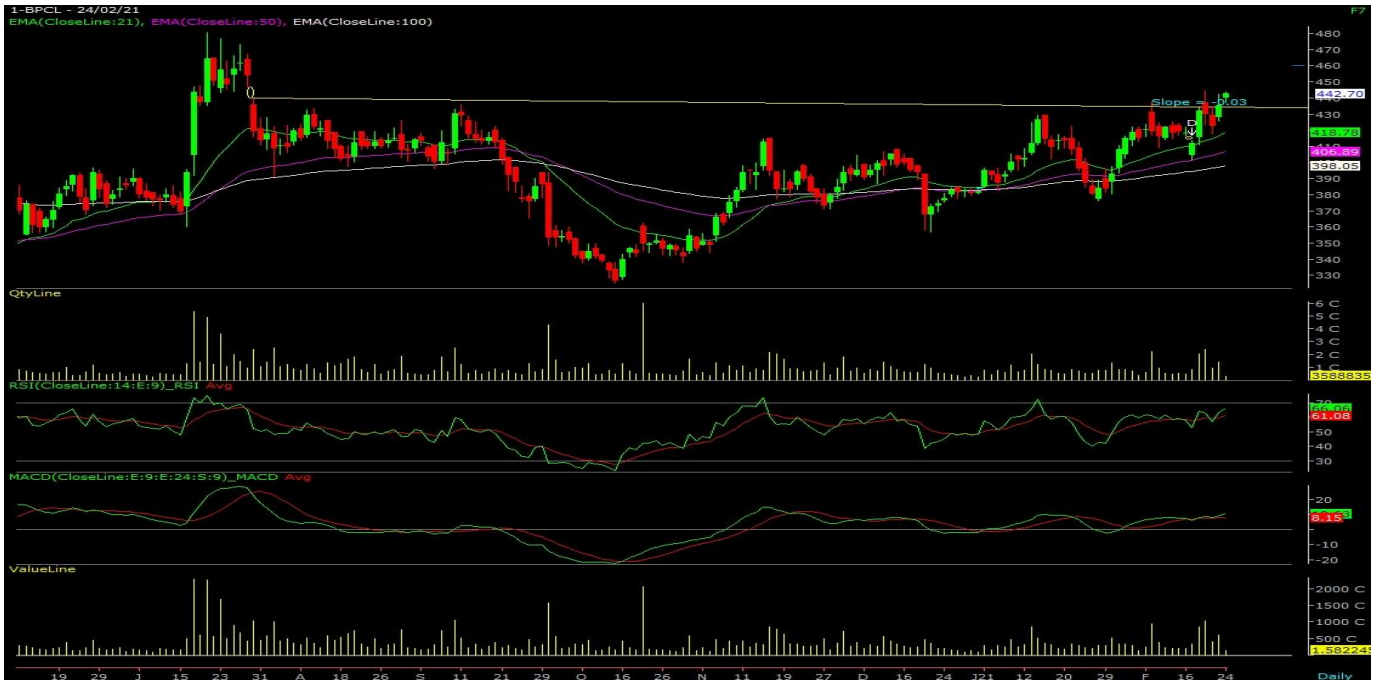 1-BPCL - 24/02/21 F7
EMA(CloseLine:21), EMA(CloseLine:50), EMA(CloseLine:100)
480
470
460
450
442.70
Slope = -0.03
430
D
418.78
406.89
398.05
390
380
370
360
350
340
330
QtyLine
6 C
5 C
4 C
3 C
2 C
1 C
3588835
RSI(CloseLine:14:E:9)_RSI Avg
70
66.06
61.08
50
40
30
MACD(CloseLine:E:9:E:24:S:9)_MACD Avg
20
8.15
-10
-20
ValueLine
2000 C
1500 C
1000 C
500 C
1.582245
19 29 J 15 23 31 A 18 26 S 11 21 29 O 16 26 N 11 19 27 D 16 24 J21 12 20 29 F 16 24 Daily